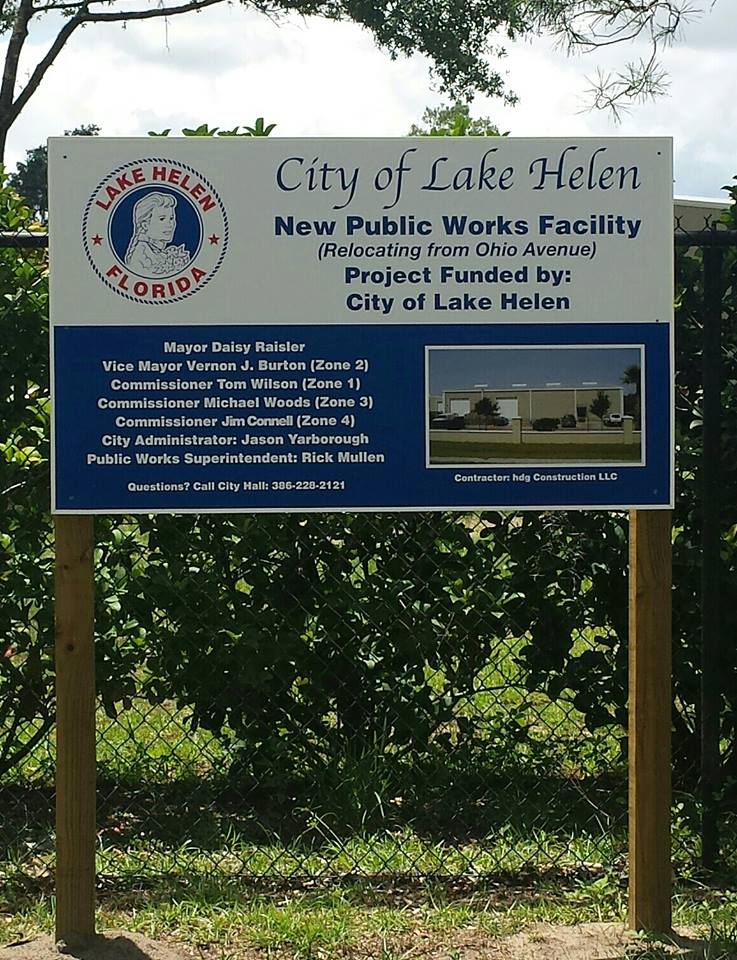 LAKE HELEN
FLORIDA
City of Lake Helen
New Public Works Facility
(Relocating from Ohio Avenue)
Project Funded by:
City of Lake Helen
Mayor Daisy Raisler
Vice Mayor Vernon J. Burton (Zone 2)
Commissioner Tom Wilson (Zone 1)
Commissioner Michael Woods (Zone 3)
Commissioner Jim Connell (Zone 4)
City Administrator: Jason Yarborough
Public Works Superintendent: Rick Mullen
Questions? Call City Hall: 386-228-2121
Contractor: hdg Construction LLC